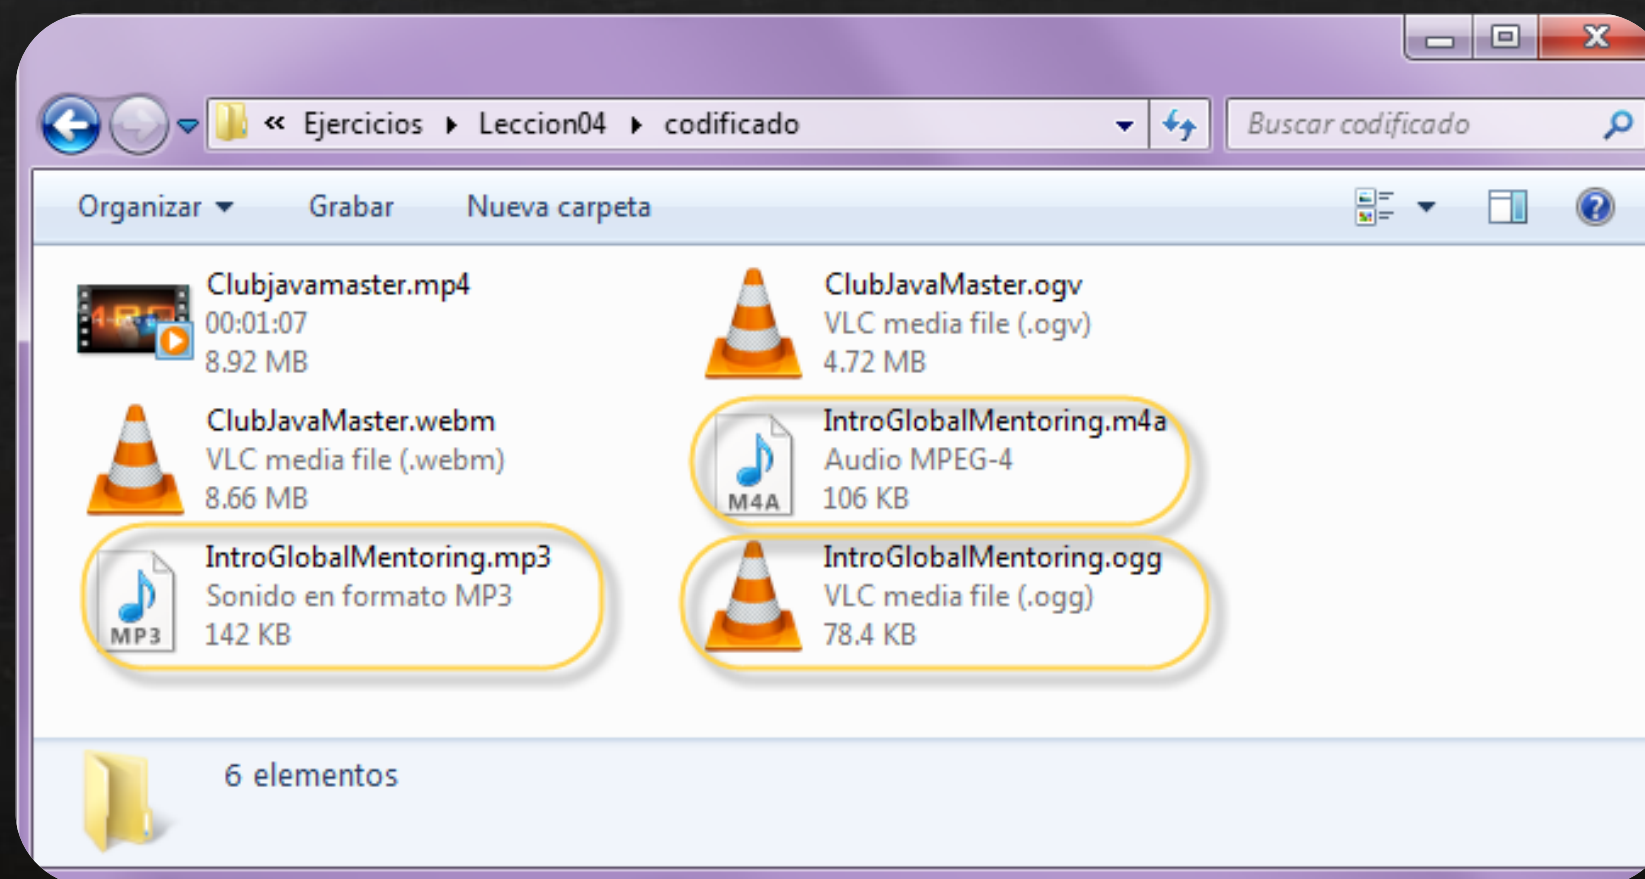 « Ejercicios Leccion04 codificado
Buscar codificado
Organizar Grabar Nueva carpeta
Clubjavamaster.mp4
00:01:07
8.92 MB
ClubJavaMaster.ogv
VLC media file (.ogv)
4.72 MB
ClubJavaMaster.webm
VLC media file (.webm)
8.66 MB
IntroGlobalMentoring.m4a
Audio MPEG-4
106 KB
M4A
IntroGlobalMentoring.mp3
Sonido en formato MP3
142 KB
MP3
IntroGlobalMentoring.ogg
VLC media file (.ogg)
78.4 KB
6 elementos